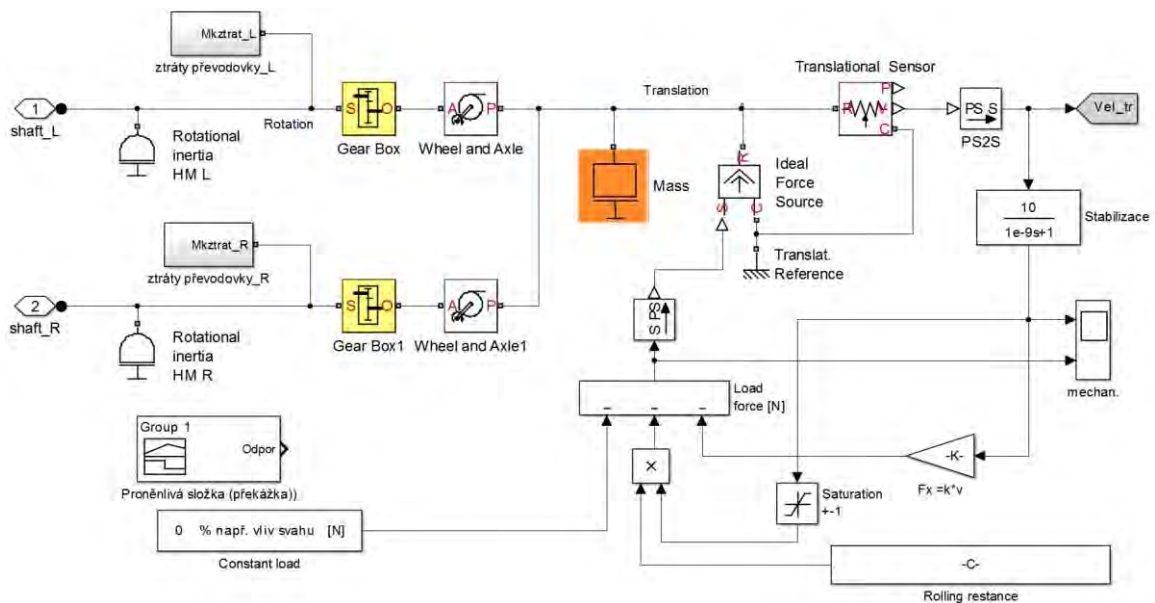 Mkztrat_L
ztráty převodovky_L
1
shaft_L
Rotational
inertia
HM L
Rotation
S
O
Gear Box
A
P
Wheel and Axle
Translation
Translational Sensor
R
P
V
C
PS S
PS2S
Vel_tr
Mass
R
S
C
Ideal
Force
Source
Translat.
Reference
10
1e-9s+1
Stabilizace
Mkztrat_R
ztráty převodovky_R
2
shaft_R
Rotational
inertia
HM R
S
O
Gear Box1
A
P
Wheel and Axle1
S PS
Load
force [N]
mechan.
Group 1
Odpor
Proněnlivá složka (překážka))
×
-K-
Fx =k*v
Saturation
+-1
0 % např. vliv svahu [N]
Constant load
-C-
Rolling restance